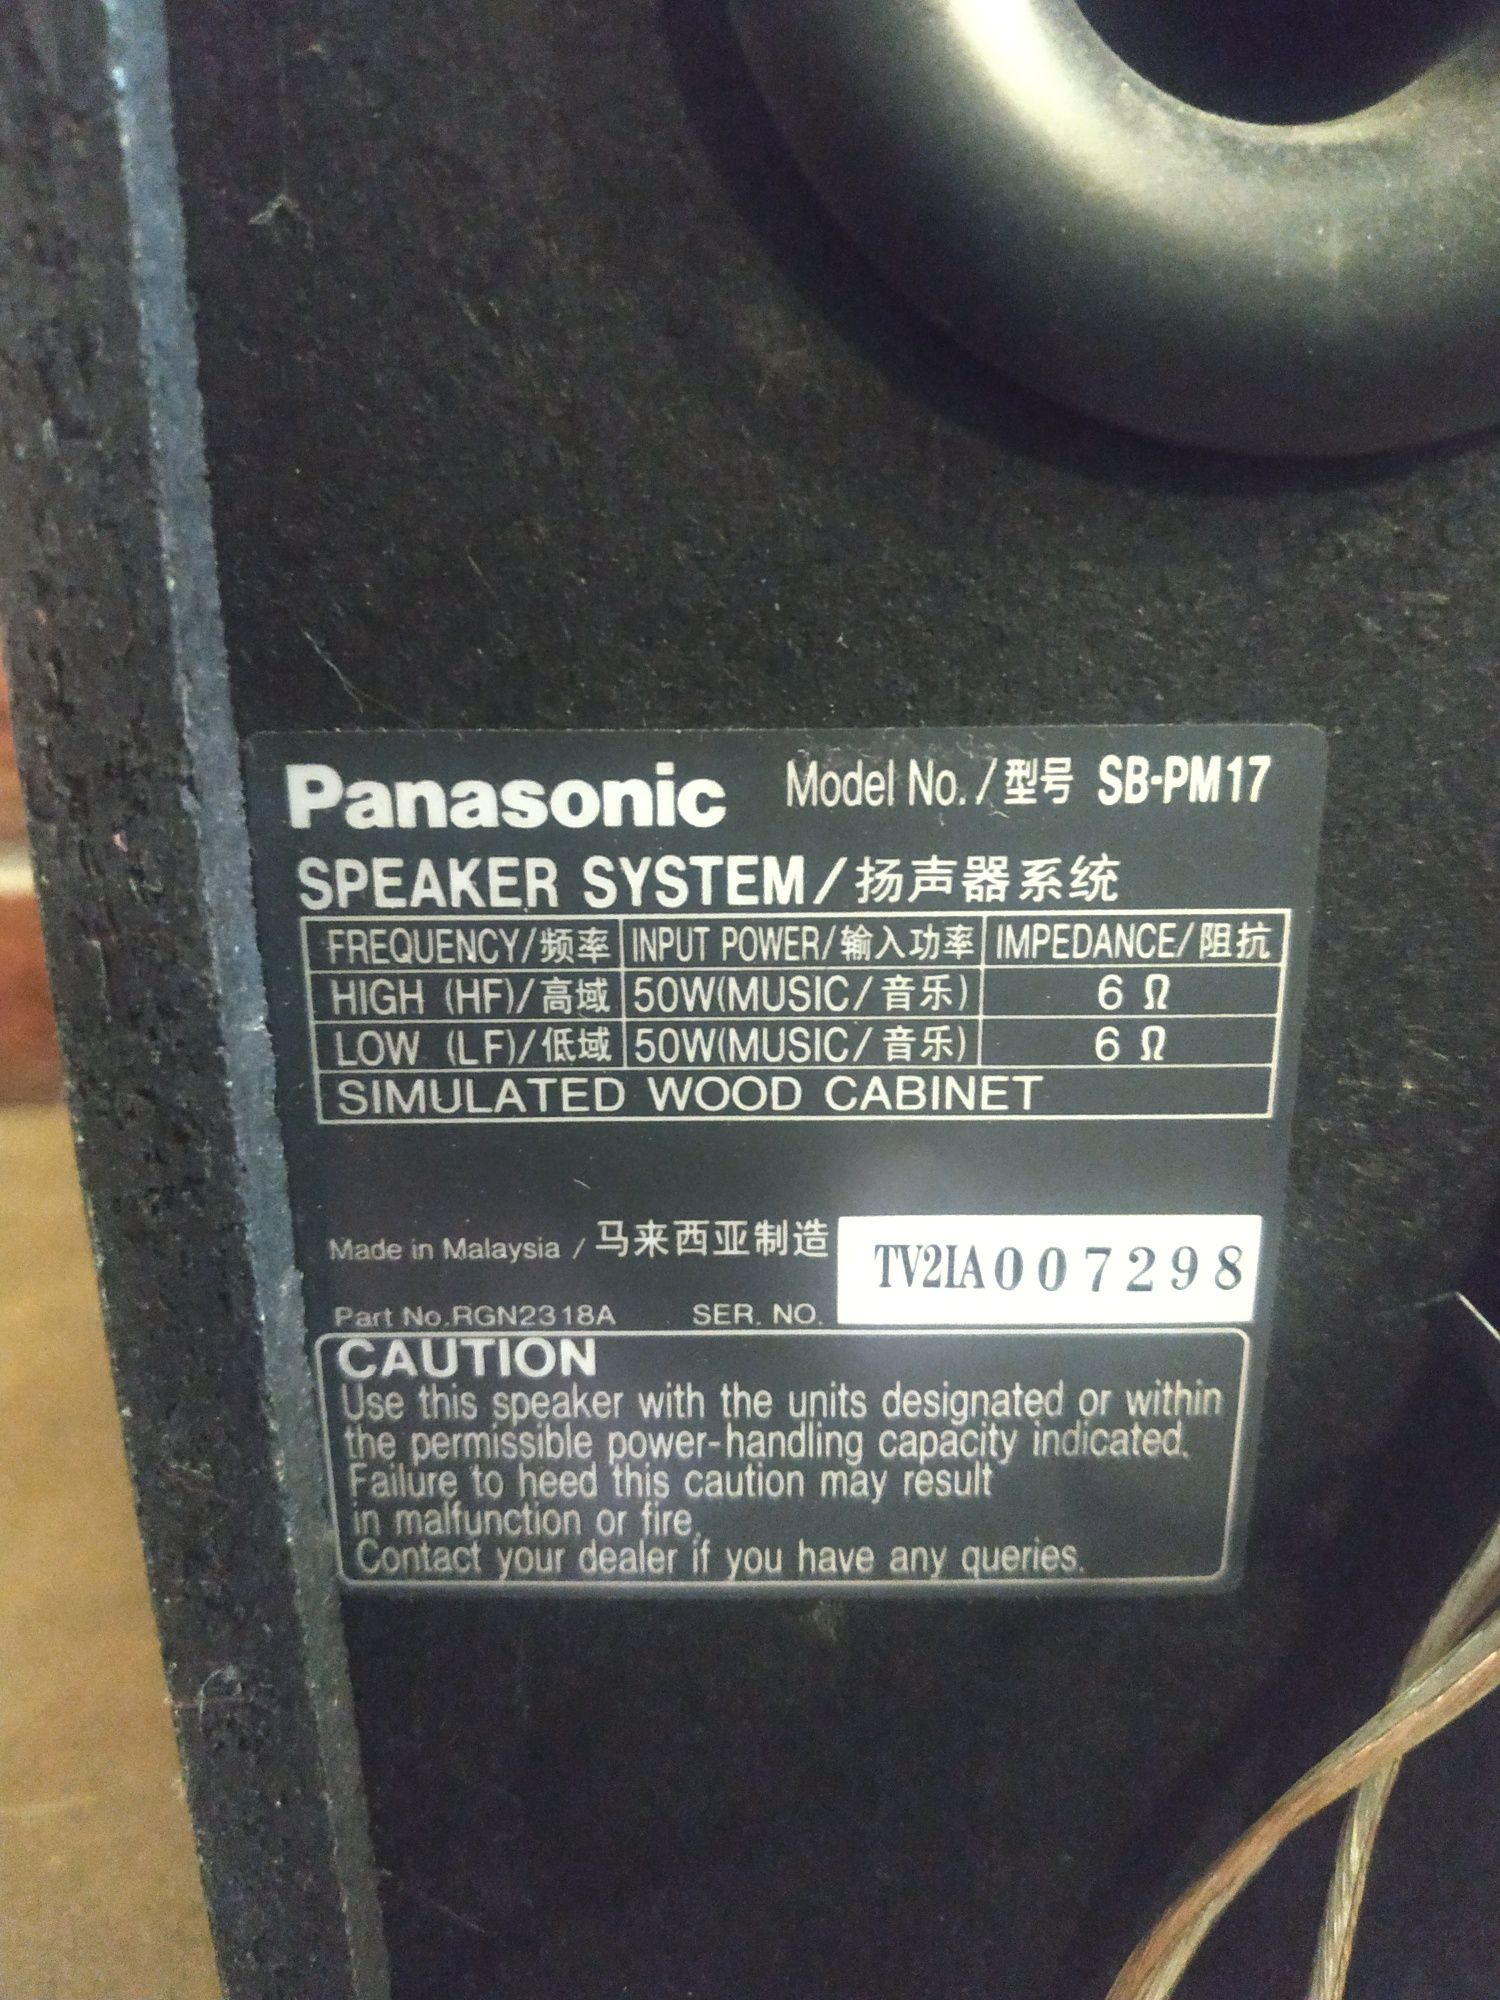 Panasonic Model No./型号 SB-PM17
SPEAKER SYSTEM/扬声器系统
FREQUENCY/频率 INPUT POWER/输入功率 IMPEDANCE/阻抗
HIGH (HF)/高域 50W(MUSIC/音乐) 6 Ω
LOW (LF)/低域 50W(MUSIC/音乐) 6 Ω
SIMULATED WOOD CABINET
Made in Malaysia / 马来西亚制造
Part No.RGN2318A SER. NO. TV2IA007298
CAUTION
Use this speaker with the units designated or within
the permissible power-handling capacity indicated.
Failure to heed this caution may result
in malfunction or fire.
Contact your dealer if you have any queries.